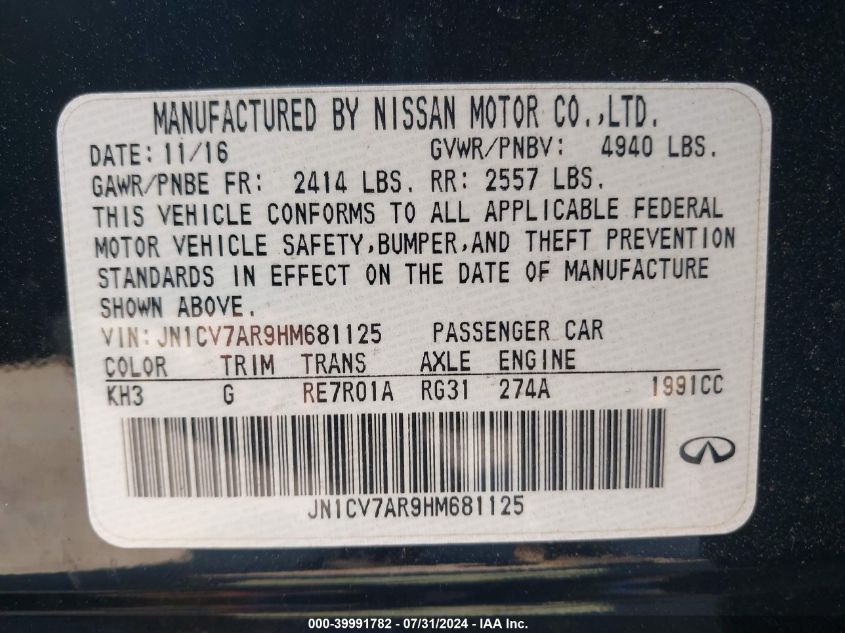 MANUFACTURED BY NISSAN MOTOR CO.,LTD.
DATE: 11/16 GVWR/PNBV: 4940 LBS.
GAWR/PNBE FR: 2414 LBS. RR: 2557 LBS.
THIS VEHICLE CONFORMS TO ALL APPLICABLE FEDERAL
MOTOR VEHICLE SAFETY,BUMPER,AND THEFT PREVENTION
STANDARDS IN EFFECT ON THE DATE OF MANUFACTURE
SHOWN ABOVE.
VIN:JN1CV7AR9HM681125 PASSENGER CAR
COLOR TRIM TRANS AXLE ENGINE
KH3 G RE7R01A RG31 274A 1991CC
JN1CV7AR9HM681125
000-39991782 - 07/31/2024 - IAA Inc.